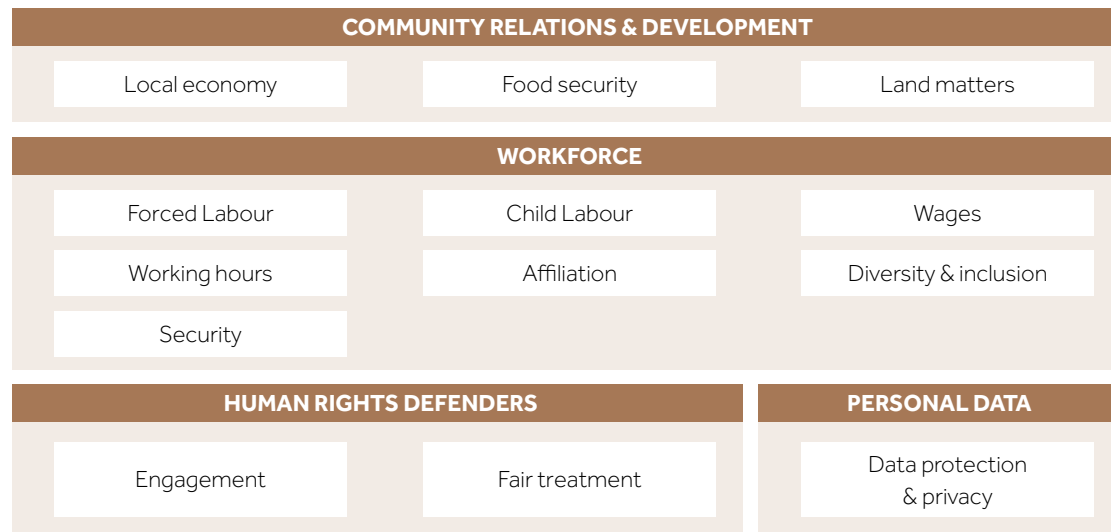 COMMUNITY RELATIONS & DEVELOPMENT
Local economy
Food security
Land matters
WORKFORCE
Forced Labour
Child Labour
Wages
Working hours
Affiliation
Diversity & inclusion
Security
HUMAN RIGHTS DEFENDERS
Engagement
Fair treatment
PERSONAL DATA
Data protection
& privacy